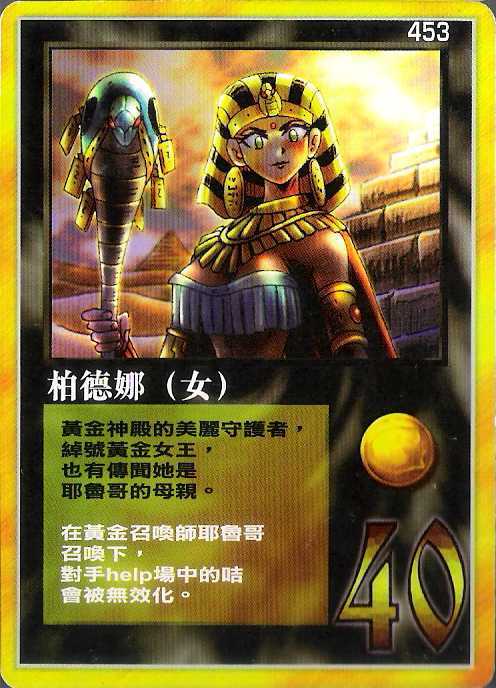 453
柏德娜（女）
黃金神殿的美麗守護者，
綽號黃金女王，
也有傳聞她是
耶魯哥的母親。
在黃金召喚師耶魯哥
召喚下，
對手help場中的咭
會被無效化。
40